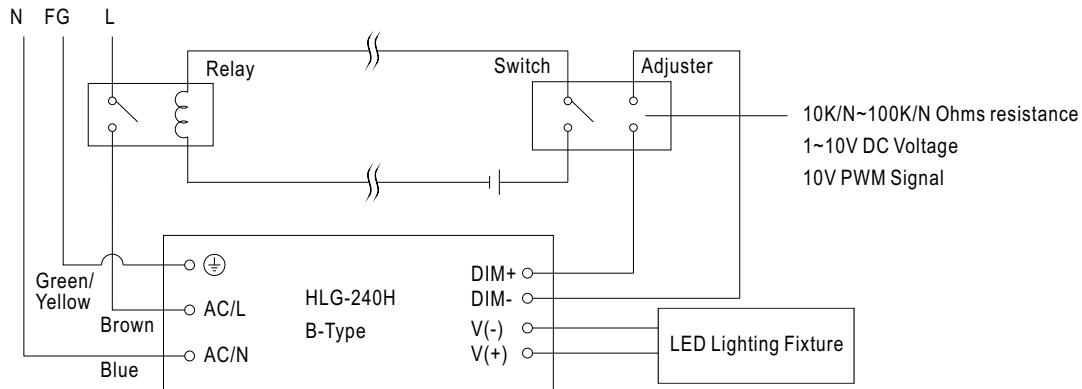 N FG L
Relay
Switch
Adjuster
10K/N~100K/N Ohms resistance
1~10V DC Voltage
10V PWM Signal
Green/
Yellow
Brown
Blue
AC/L
AC/N
HLG-240H
B-Type
DIM+
DIM-
V(-)
V(+)
LED Lighting Fixture